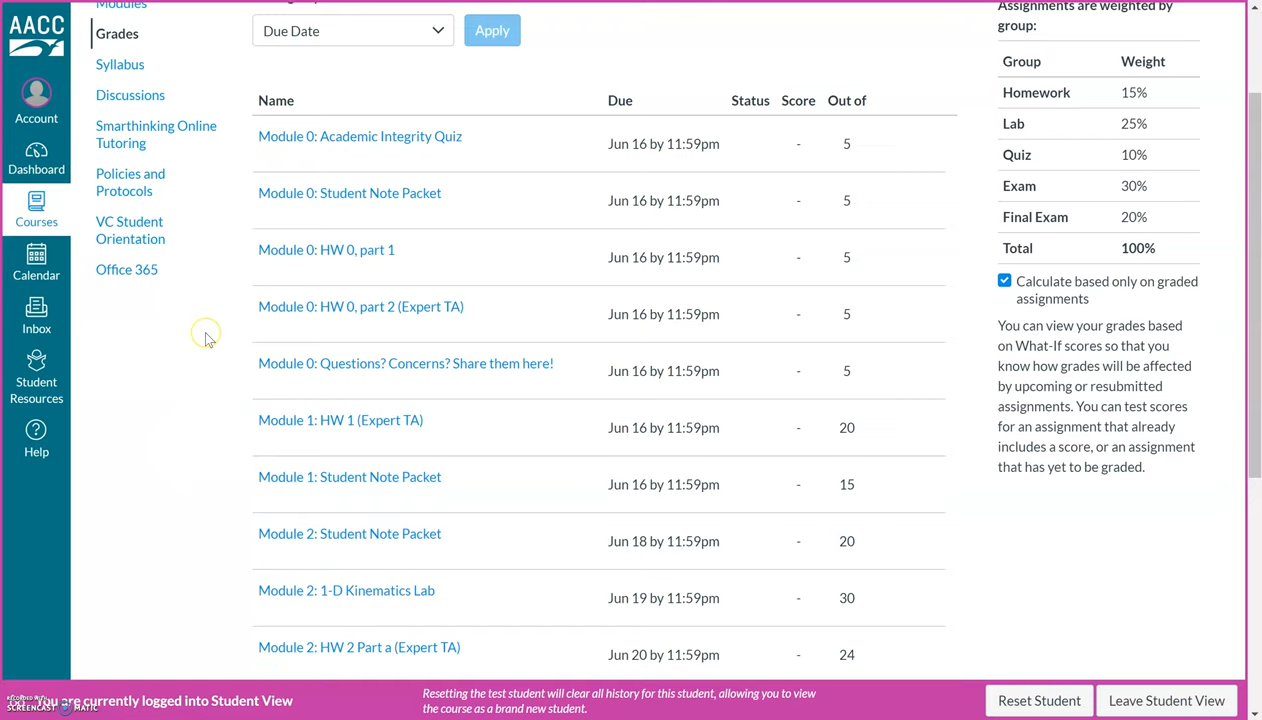 Modules
Assignments are weighted by
group:
AACC
Grades
Due Date
Apply
Syllabus
Group Weight
Discussions
Name Due Status Score Out of
Homework 15%
Account
Smarthinking Online
Tutoring
Module 0: Academic Integrity Quiz Jun 16 by 11:59pm - 5
Lab 25%
Quiz 10%
Dashboard
Policies and
Protocols
Module 0: Student Note Packet Jun 16 by 11:59pm - 5
Exam 30%
Courses
VC Student
Orientation
Final Exam 20%
Module 0: HW 0, part 1 Jun 16 by 11:59pm - 5
Total 100%
Calendar
Office 365
Calculate based only on graded
assignments
Module 0: HW 0, part 2 (Expert TA) Jun 16 by 11:59pm - 5
Inbox
You can view your grades based
on What-If scores so that you
know how grades will be affected
by upcoming or resubmitted
assignments. You can test scores
for an assignment that already
includes a score, or an assignment
that has yet to be graded.
Module 0: Questions? Concerns? Share them here! Jun 16 by 11:59pm - 5
Student
Resources
Module 1: HW 1 (Expert TA) Jun 16 by 11:59pm - 20
Help
Module 1: Student Note Packet Jun 16 by 11:59pm - 15
Module 2: Student Note Packet Jun 18 by 11:59pm - 20
Module 2: 1-D Kinematics Lab Jun 19 by 11:59pm - 30
Module 2: HW 2 Part a (Expert TA) Jun 20 by 11:59pm - 24
You are currently logged into Student View
RECORDED WITH
SCREENCAST MATIC
Resetting the test student will clear all history for this student, allowing you to view
the course as a brand new student.
Reset Student
Leave Student View